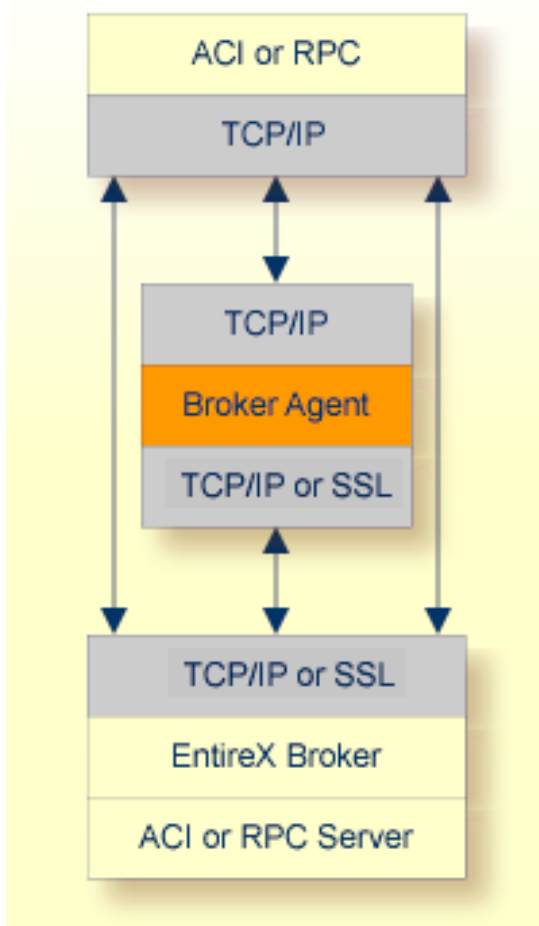 ACI or RPC
TCP/IP
TCP/IP
Broker Agent
TCP/IP or SSL
TCP/IP or SSL
EntireX Broker
ACI or RPC Server